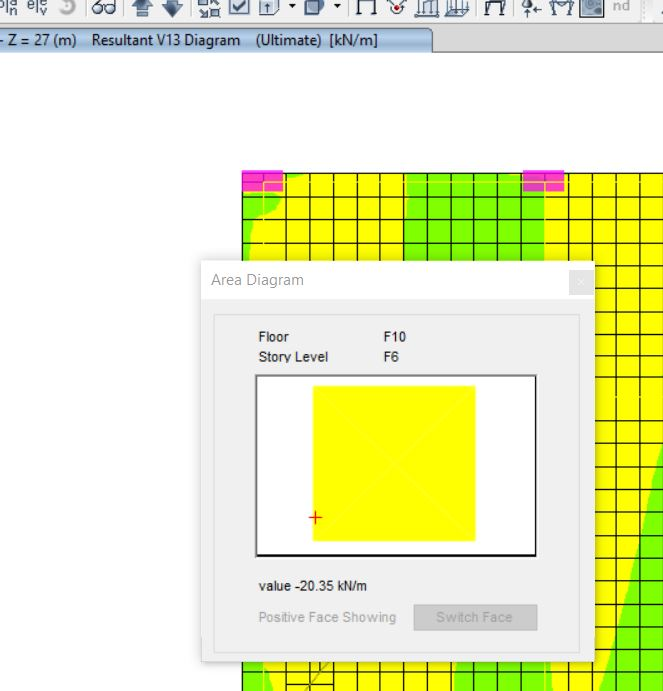 - Z = 27 (m) Resultant V13 Diagram (Ultimate) [kN/m]
nd
Area Diagram
Floor F10
Story Level F6
value -20.35 kN/m
Positive Face Showing Switch Face